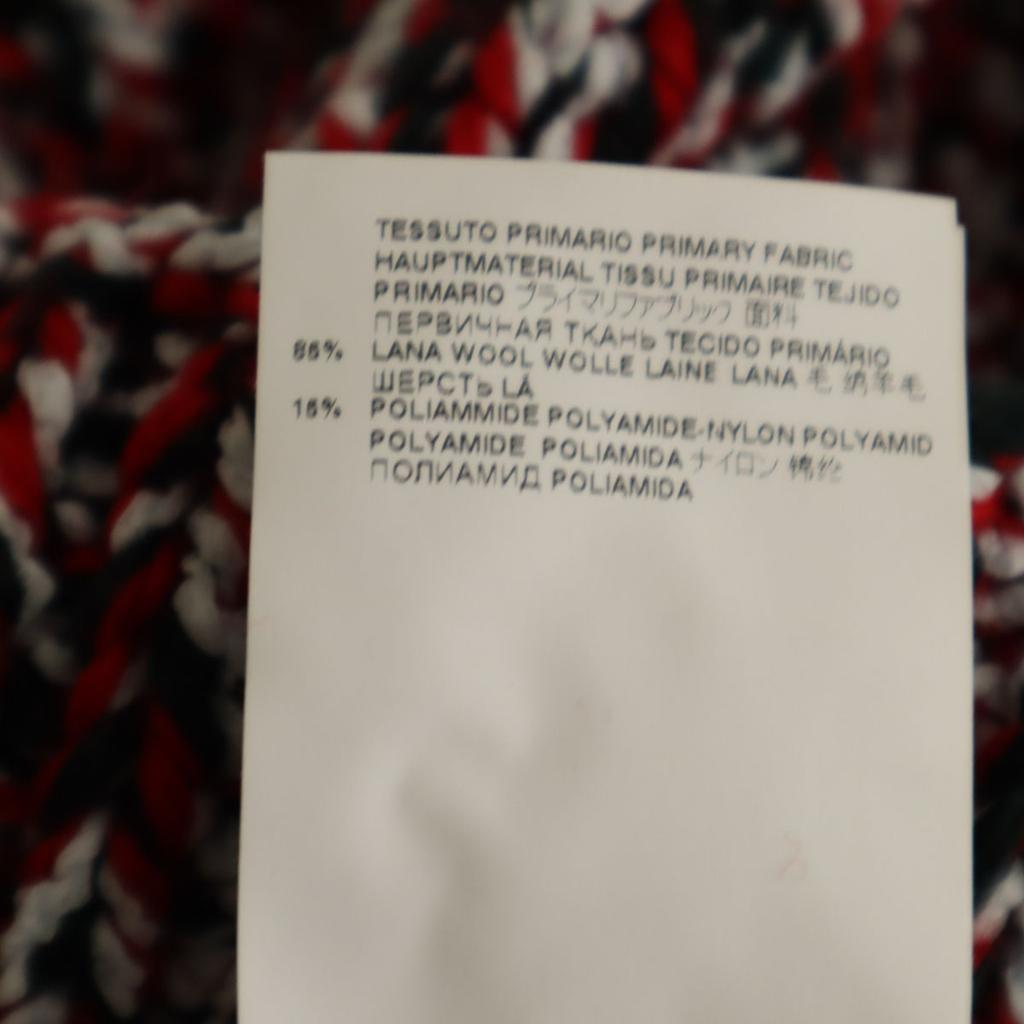 TESSUTO PRIMARIO PRIMARY FABRIC
HAUPTMATERIAL TISSU PRIMAIRE TEJIDO
PRIMARIO プライマリファブリック 面料
ПЕРВИЧНАЯ ТКАНЬ TECIDO PRIMÁRIO
85% LANA WOOL WOLLE LAINE LANA 毛 绵羊毛
ШЕРСТЬ LÁ
15% POLIAMMIDE POLYAMIDE-NYLON POLYAMID
POLYAMIDE POLIAMIDA ナイロン 锦纶
ПОЛИАМИД POLIAMIDA